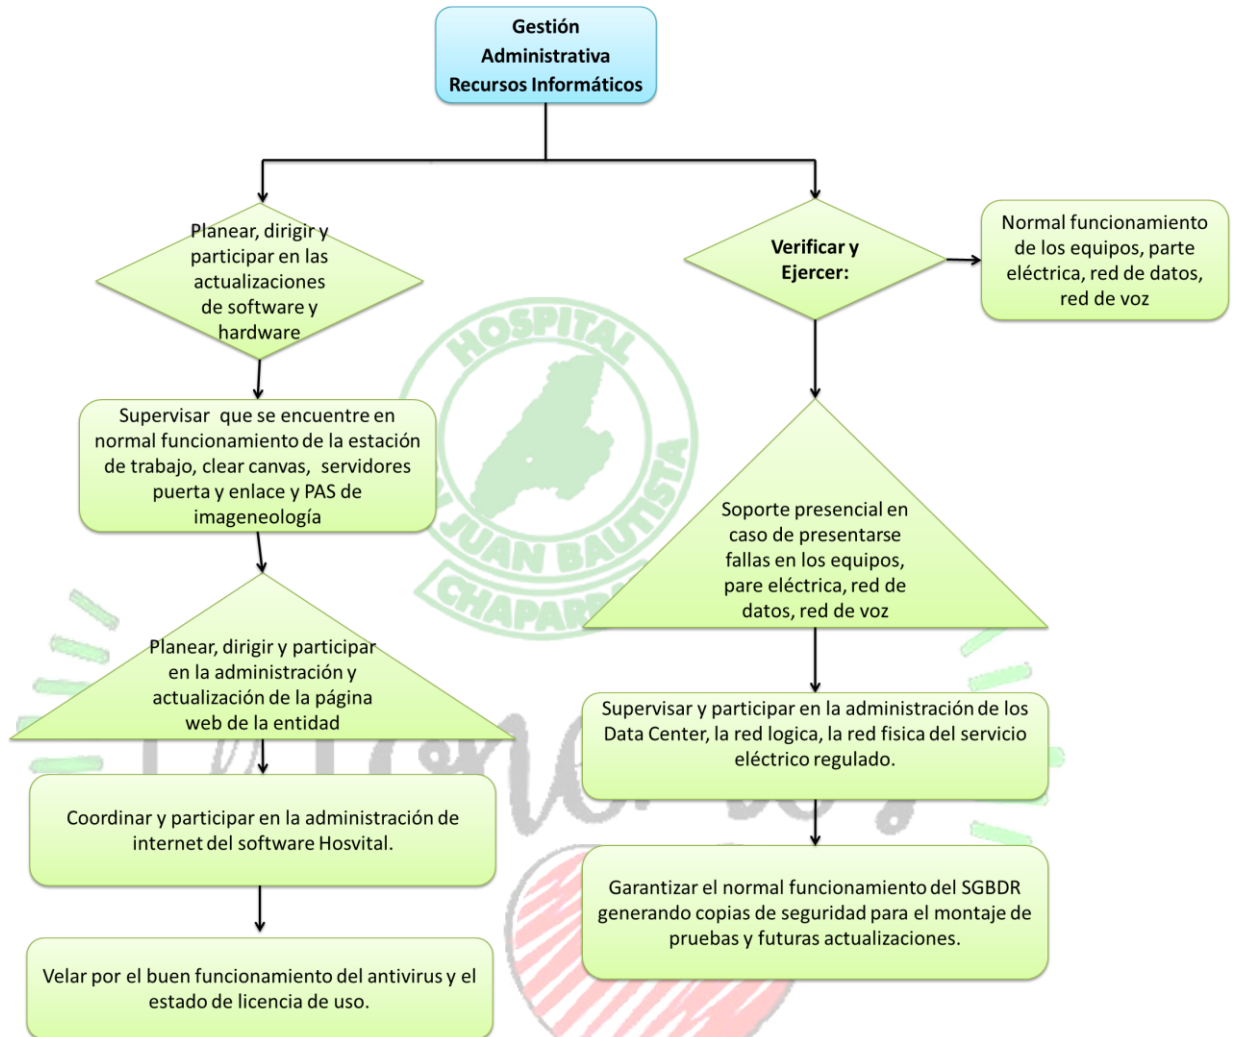 Gestión
Administrativa
Recursos Informáticos
Planear, dirigir y
participar en las
actualizaciones
de software y
hardware
Supervisar que se encuentre en
normal funcionamiento de la estación
de trabajo, clear canvas, servidores
puerta y enlace y PAS de
imageneología
Planear, dirigir y participar
en la administración y
actualización de la página
web de la entidad
Coordinar y participar en la administración de
internet del software Hosvital.
Velar por el buen funcionamiento del antivirus y el
estado de licencia de uso.
Verificar y
Ejercer:
Normal funcionamiento
de los equipos, parte
eléctrica, red de datos,
red de voz
Soporte presencial en
caso de presentarse
fallas en los equipos,
pare eléctrica, red de
datos, red de voz
Supervisar y participar en la administración de los
Data Center, la red logica, la red fisica del servicio
eléctrico regulado.
Garantizar el normal funcionamiento del SGBDR
generando copias de seguridad para el montaje de
pruebas y futuras actualizaciones.
HOSPITAL
JUAN BAUTISTA